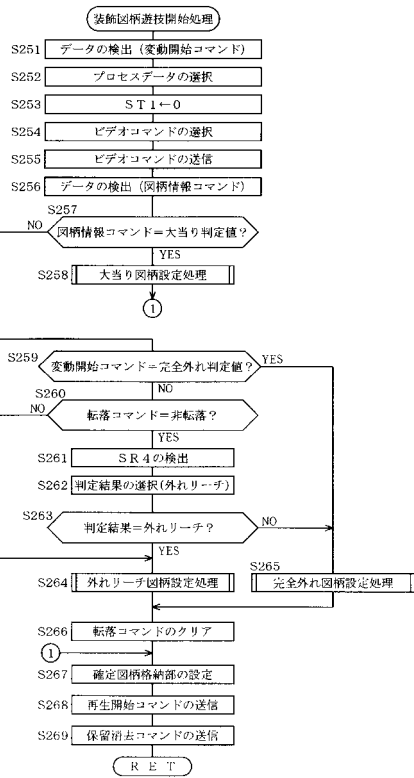 装飾図柄遊技開始処理
S251 データの検出(変動開始コマンド)
S252 プロセスデータの選択
S253 ST1←0
S254 ビデオコマンドの選択
S255 ビデオコマンドの送信
S256 データの検出(図柄情報コマンド)
S257
NO 図柄情報コマンド=大当り判定値?
YES
S258 大当り図柄設定処理
1
S259 変動開始コマンド=完全外れ判定値? YES
S260 NO
NO 転落コマンド=非転落?
YES
S261 SR4の検出
S262 判定結果の選択(外れリーチ)
S263
判定結果=外れリーチ? NO
YES
S265
S264 外れリーチ図柄設定処理 完全外れ図柄設定処理
S266 転落コマンドのクリア
1
S267 確定図柄格納部の設定
S268 再生開始コマンドの送信
S269 保留消去コマンドの送信
RET